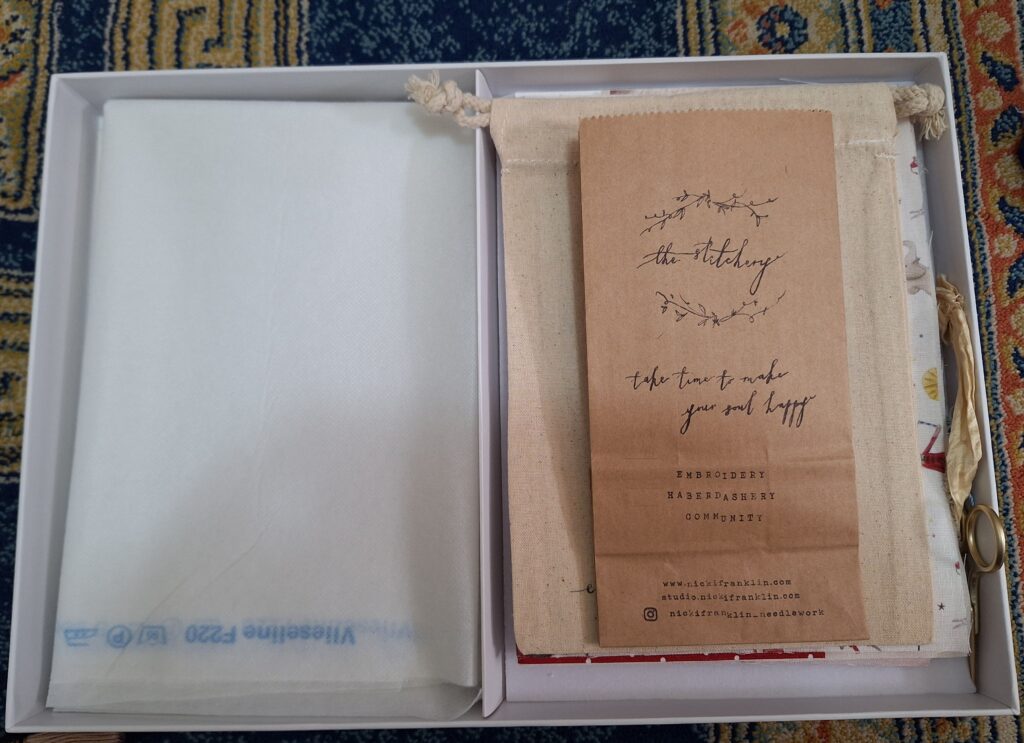 Vlieseline F220
the stitchery
take time to make
your soul happy
EMBROIDERY
HABERDASHERY
COMMUNITY
www.nickifranklin.com
studio.nickifranklin.com
nickifranklin_needlework